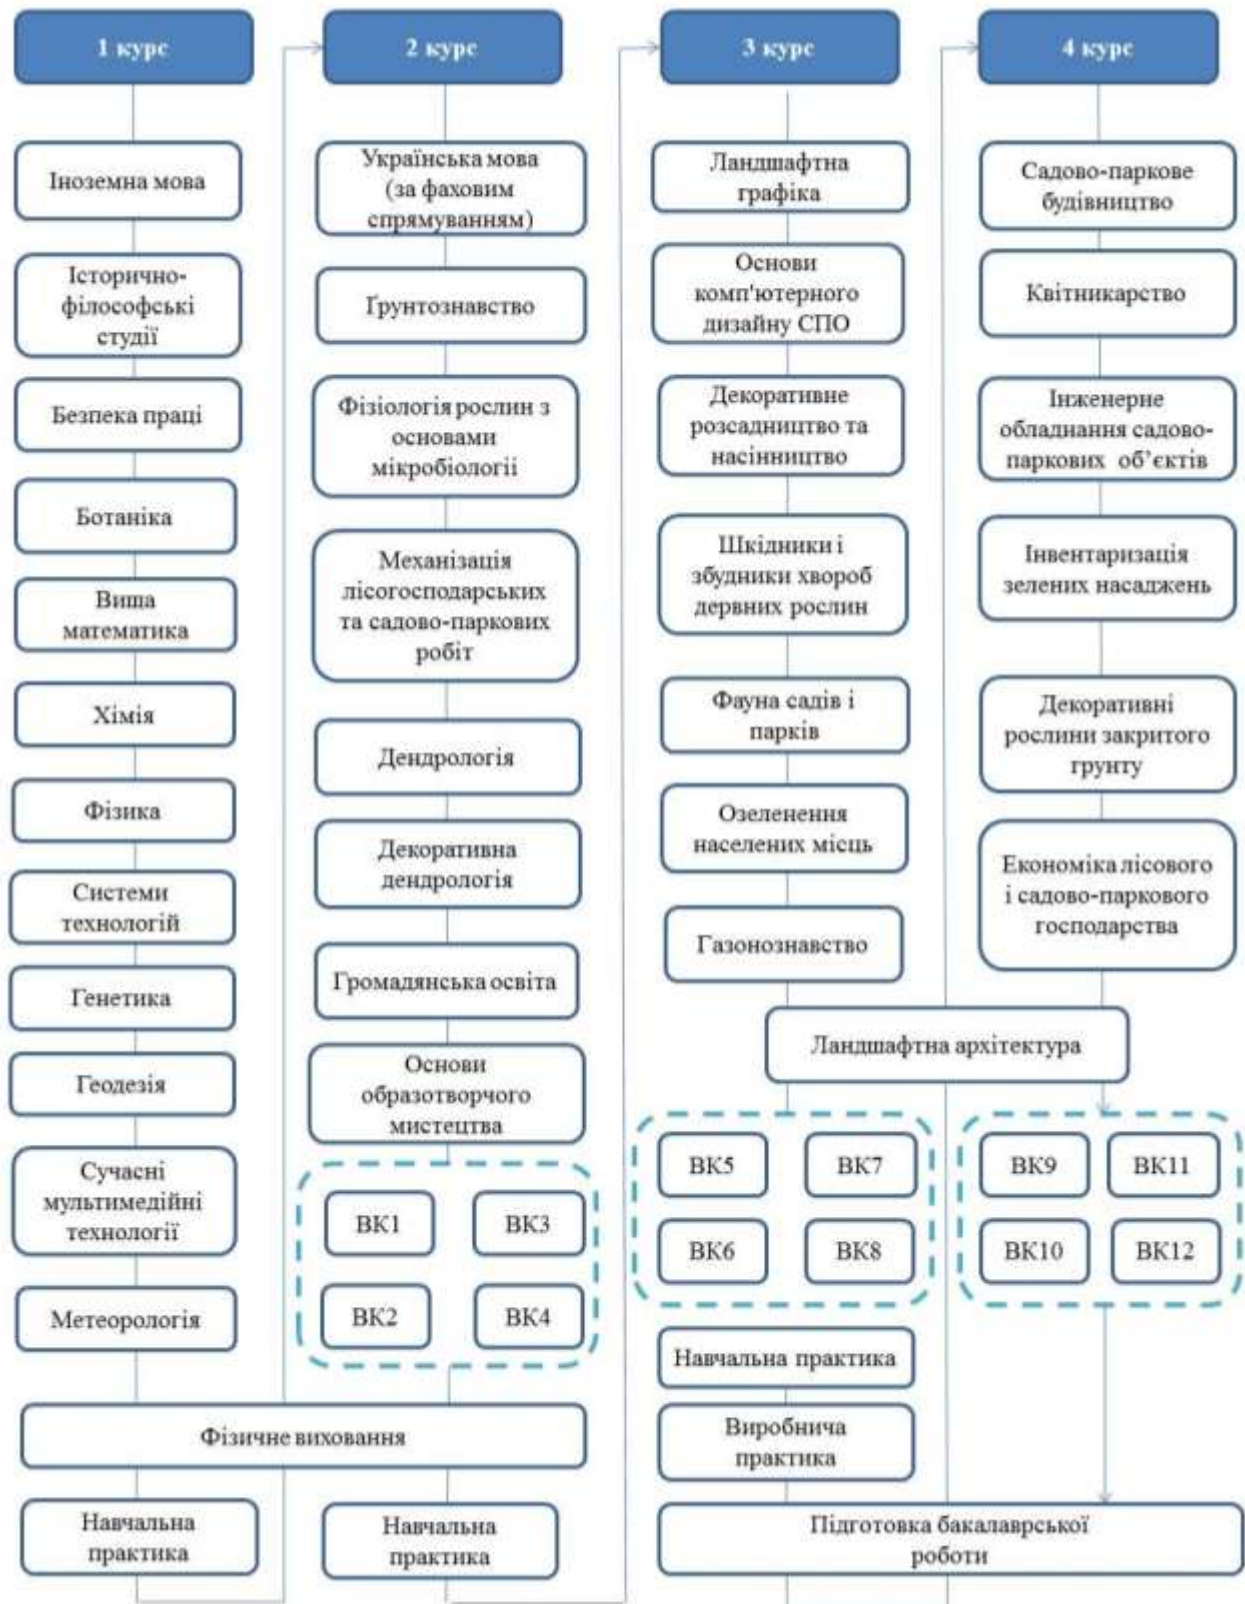 1 курс
2 курс
3 курс
4 курс
Іноземна мова
Історично-
філософські
студії
Безпека праці
Ботаніка
Вища
математика
Хімія
Фізика
Системи
технологій
Генетика
Геодезія
Сучасні
мультимедійні
технології
Метеорологія
Фізичне виховання
Навчальна
практика
Українська мова
(за фаховим
спрямуванням)
Ґрунтознавство
Фізіологія рослин з
основами
мікробіології
Механізація
лісогосподарських
та садово-паркових
робіт
Дендрологія
Декоративна
дендрологія
Громадянська освіта
Основи
образотворчого
мистецтва
ВК1
ВК3
ВК2
ВК4
Навчальна
практика
Ландшафтна
графіка
Основи
комп'ютерного
дизайну СПО
Декоративне
розсадництво та
насінництво
Шкідники і
збудники хвороб
дервних рослин
Фауна садів і
парків
Озеленення
населених місць
Газонознавство
Ландшафтна архітектура
ВК5
ВК7
ВК6
ВК8
Навчальна практика
Виробнича
практика
Підготовка бакалаврської
роботи
Садово-паркове
будівництво
Квітникарство
Інженерне
обладнання садово-
паркових об’єктів
Інвентаризація
зелених насаджень
Декоративні
рослини закритого
грунту
Економіка лісового
і садово-паркового
господарства
ВК9
ВК11
ВК10
ВК12